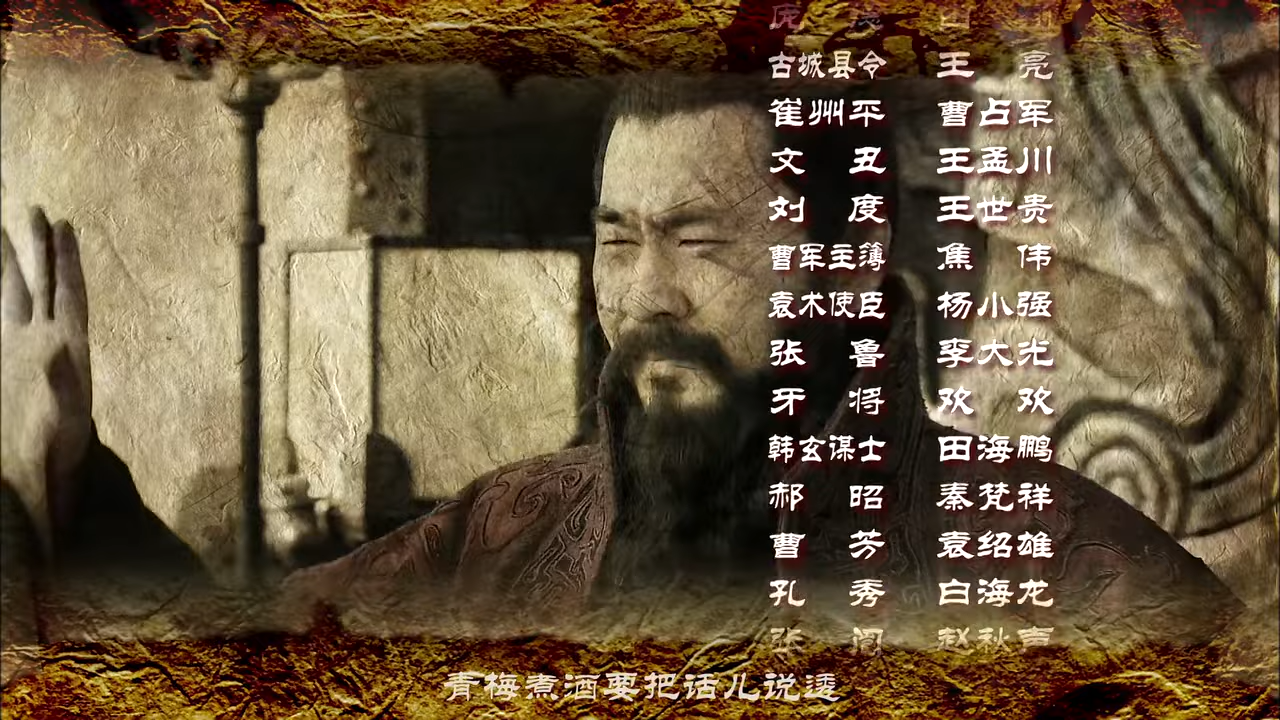 古城县令 王亮
崔州平 曹占军
文丑 王孟川
刘度 王世贵
曹军主簿 焦伟
袁术使臣 杨小强
张鲁 李大光
牙将 欢欢
韩玄谋士 田海鹏
郝昭 秦梵祥
曹芳 袁绍雄
孔秀 白海龙
张闿 赵秋声
青梅煮酒要把话儿说透